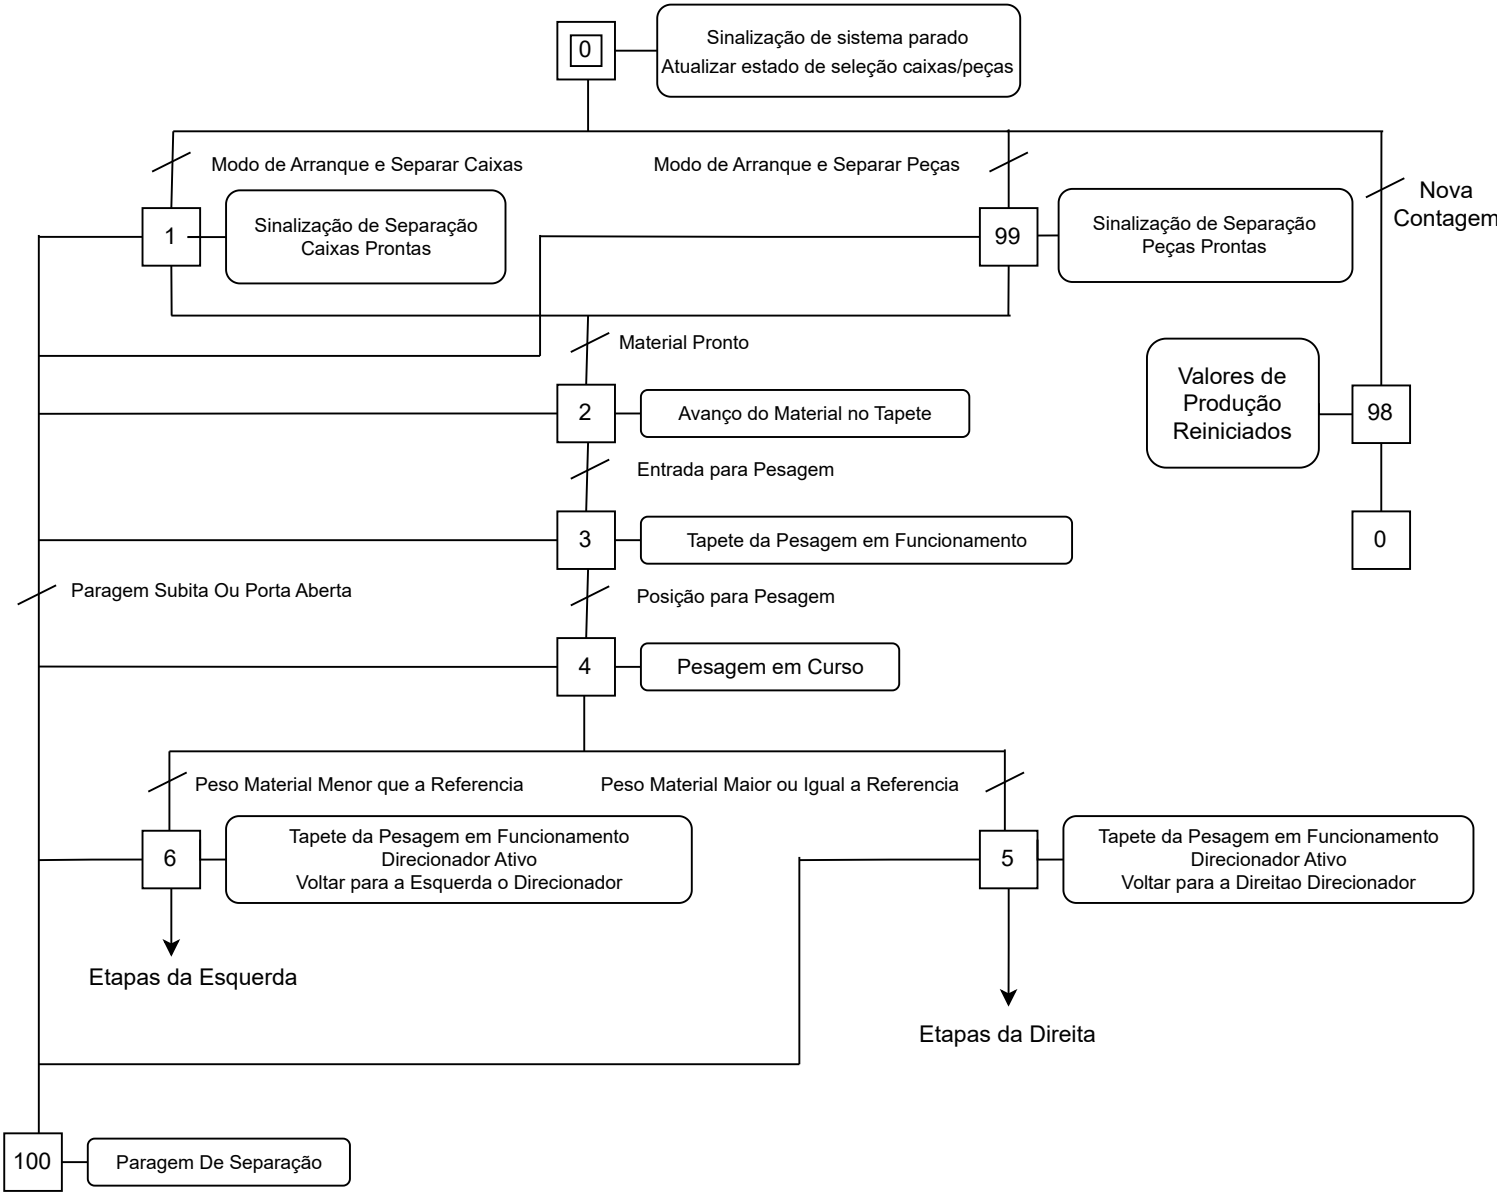 0
Sinalização de sistema parado
Atualizar estado de seleção caixas/peças
Modo de Arranque e Separar Caixas
Modo de Arranque e Separar Peças
Nova
Contagem
1
Sinalização de Separação
Caixas Prontas
99
Sinalização de Separação
Peças Prontas
Material Pronto
Valores de
Produção
Reiniciados
98
2
Avanço do Material no Tapete
Entrada para Pesagem
3
Tapete da Pesagem em Funcionamento
0
Paragem Subita Ou Porta Aberta
Posição para Pesagem
4
Pesagem em Curso
Peso Material Menor que a Referencia
Peso Material Maior ou Igual a Referencia
6
Tapete da Pesagem em Funcionamento
Direcionador Ativo
Voltar para a Esquerda o Direcionador
5
Tapete da Pesagem em Funcionamento
Direcionador Ativo
Voltar para a Direitao Direcionador
Etapas da Esquerda
Etapas da Direita
100
Paragem De Separação